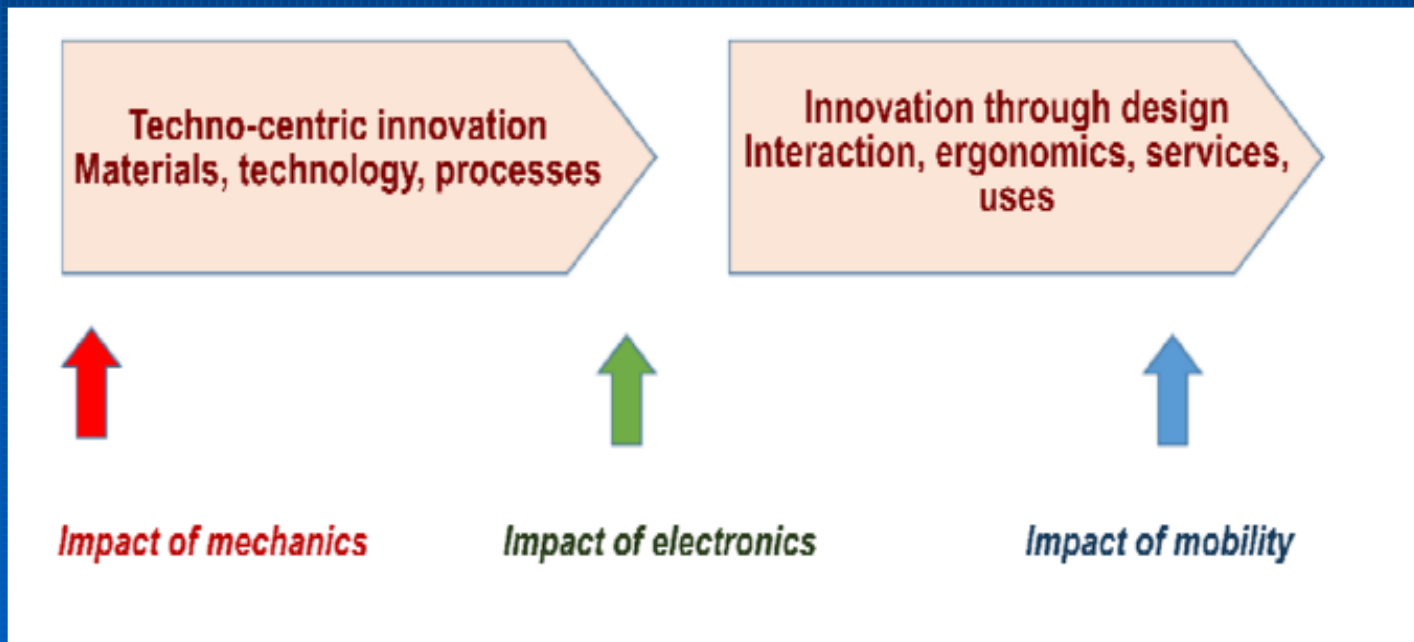 Techno-centric innovation
Materials, technology, processes
Innovation through design
Interaction, ergonomics, services,
uses
Impact of mechanics
Impact of electronics
Impact of mobility